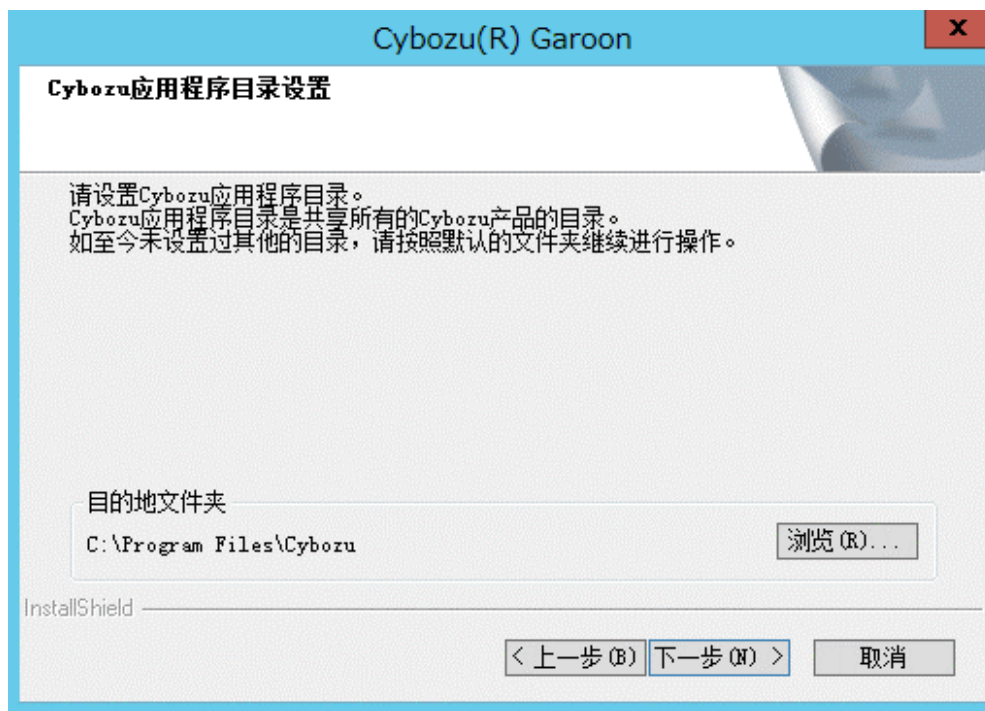 Cybozu(R) Garoon
x
Cybozu应用程序目录设置
请设置Cybozu应用程序目录。
Cybozu应用程序目录是共享所有的Cybozu产品的目录。
如至今未设置过其他的目录，请按照默认的文件夹继续进行操作。
目的地文件夹
C:\Program Files\Cybozu
浏览(R)...
InstallShield
< 上一步(B)
下一步(N) >
取消